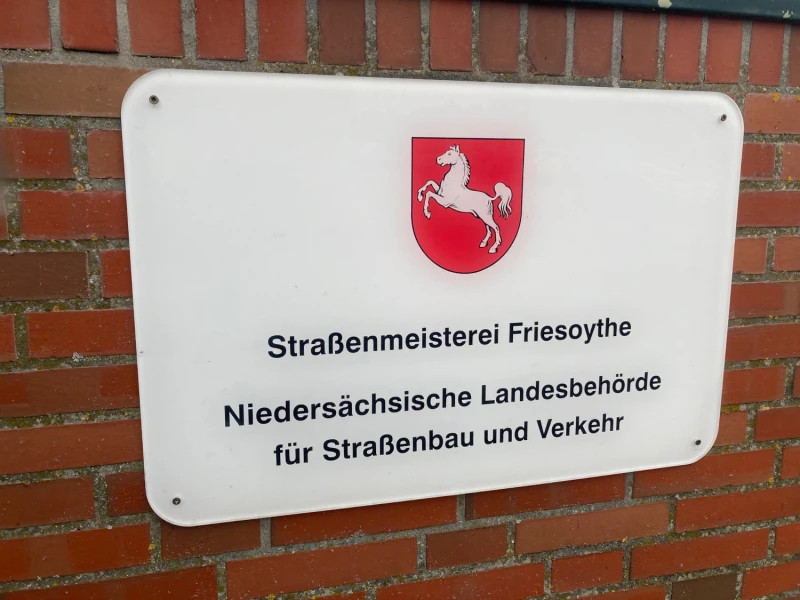 Straßenmeisterei Friesoythe
Niedersächsische Landesbehörde
für Straßenbau und Verkehr